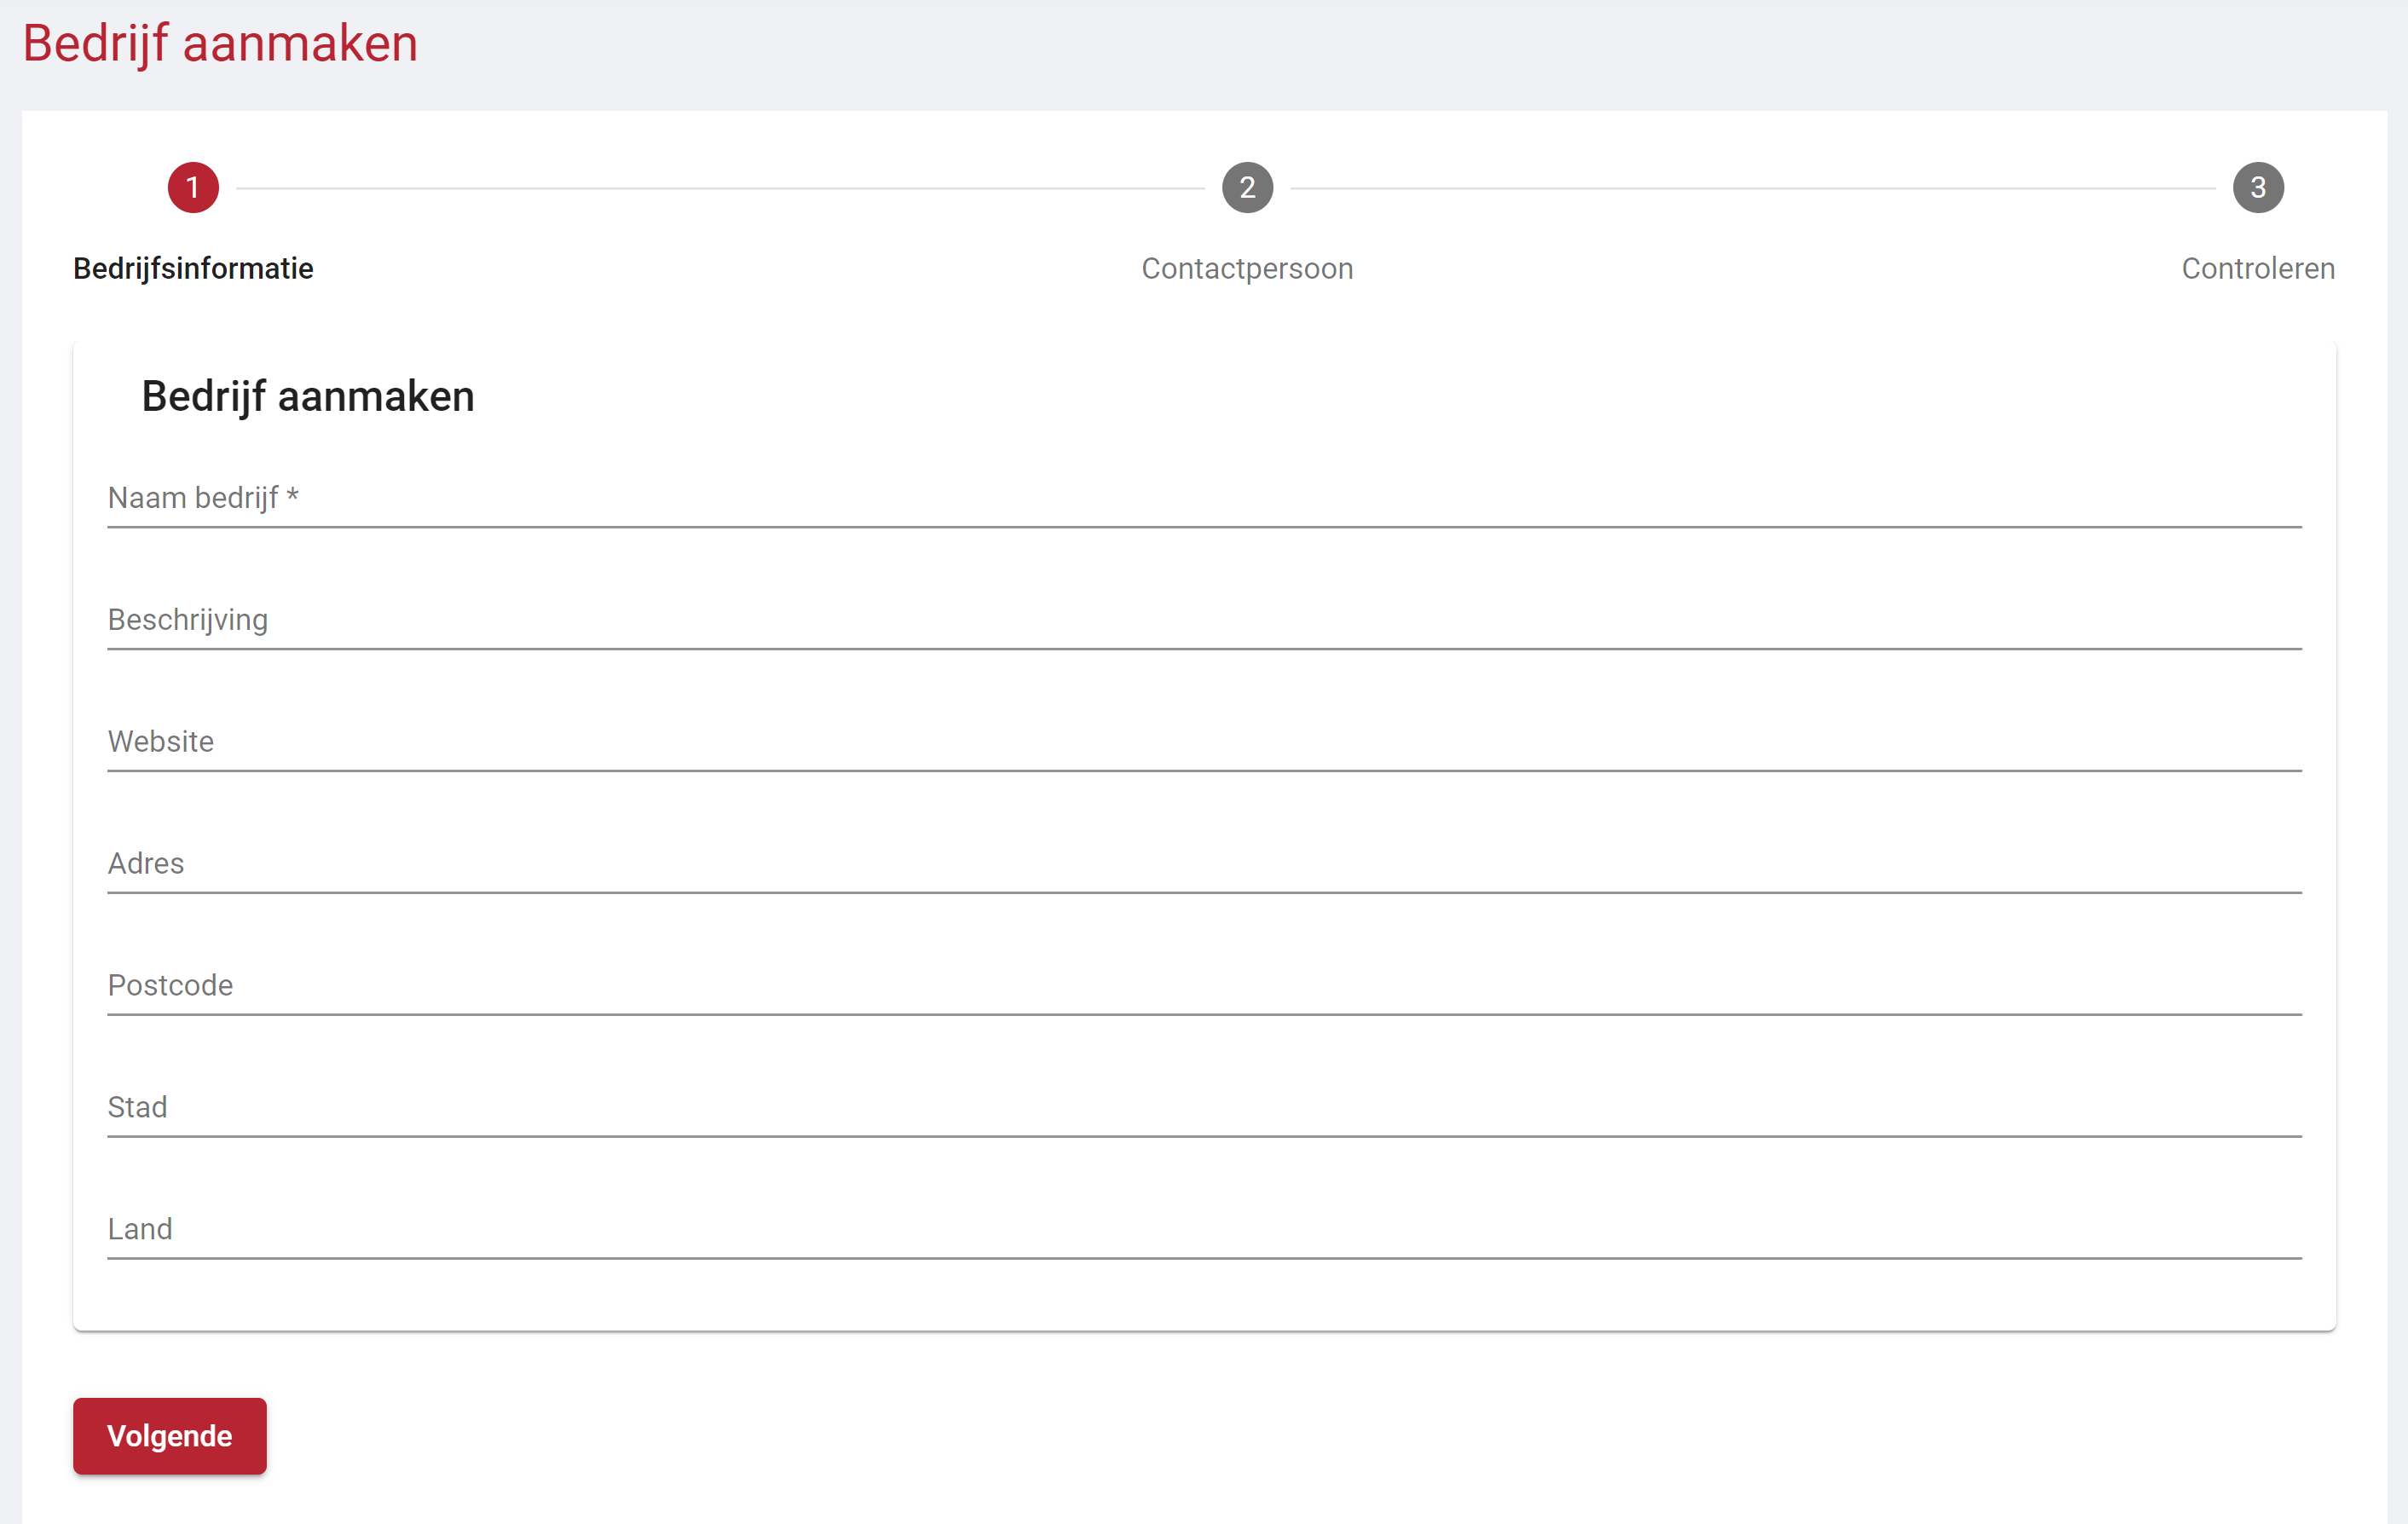 Bedrijf aanmaken
1 2 3
Bedrijfsinformatie Contactpersoon Controleren
Bedrijf aanmaken
Naam bedrijf *
Beschrijving
Website
Adres
Postcode
Stad
Land
Volgende